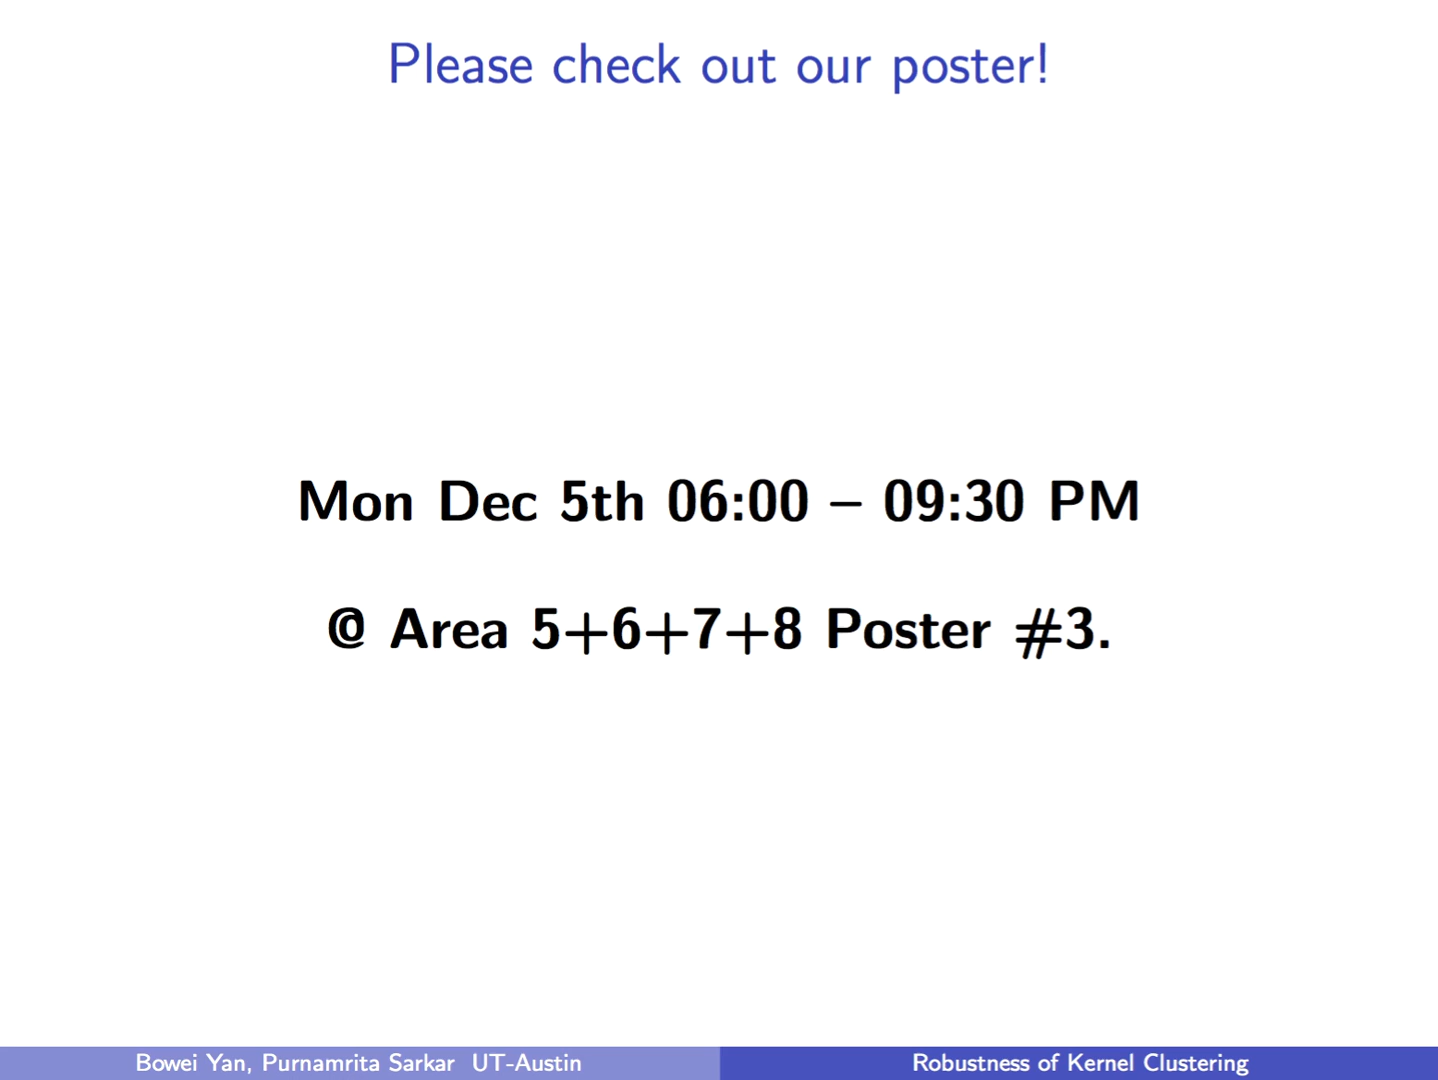 Please check out our poster!
Mon Dec 5th 06:00 – 09:30 PM
@ Area 5+6+7+8 Poster #3.
Bowei Yan, Purnamrita Sarkar UT-Austin
Robustness of Kernel Clustering